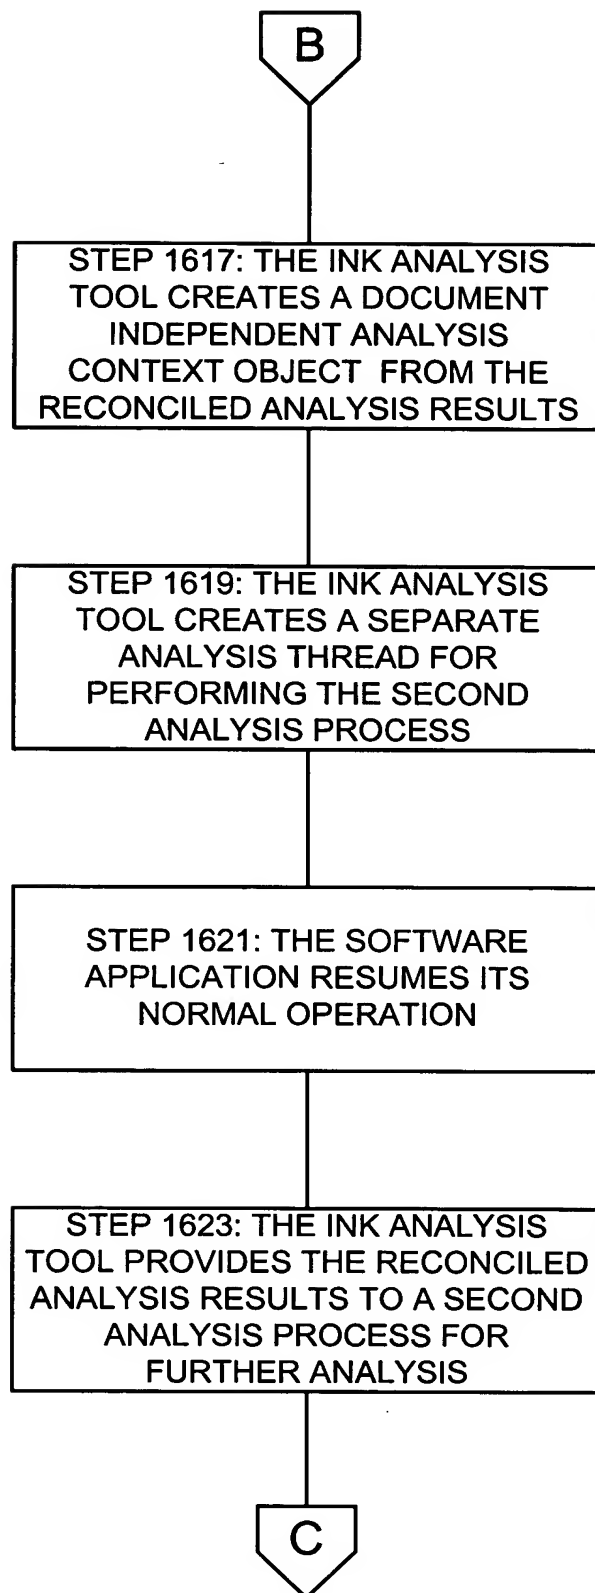 B
STEP 1617: THE INK ANALYSIS
TOOL CREATES A DOCUMENT
INDEPENDENT ANALYSIS
CONTEXT OBJECT FROM THE
RECONCILED ANALYSIS RESULTS
STEP 1619: THE INK ANALYSIS
TOOL CREATES A SEPARATE
ANALYSIS THREAD FOR
PERFORMING THE SECOND
ANALYSIS PROCESS
STEP 1621: THE SOFTWARE
APPLICATION RESUMES ITS
NORMAL OPERATION
STEP 1623: THE INK ANALYSIS
TOOL PROVIDES THE RECONCILED
ANALYSIS RESULTS TO A SECOND
ANALYSIS PROCESS FOR
FURTHER ANALYSIS
C